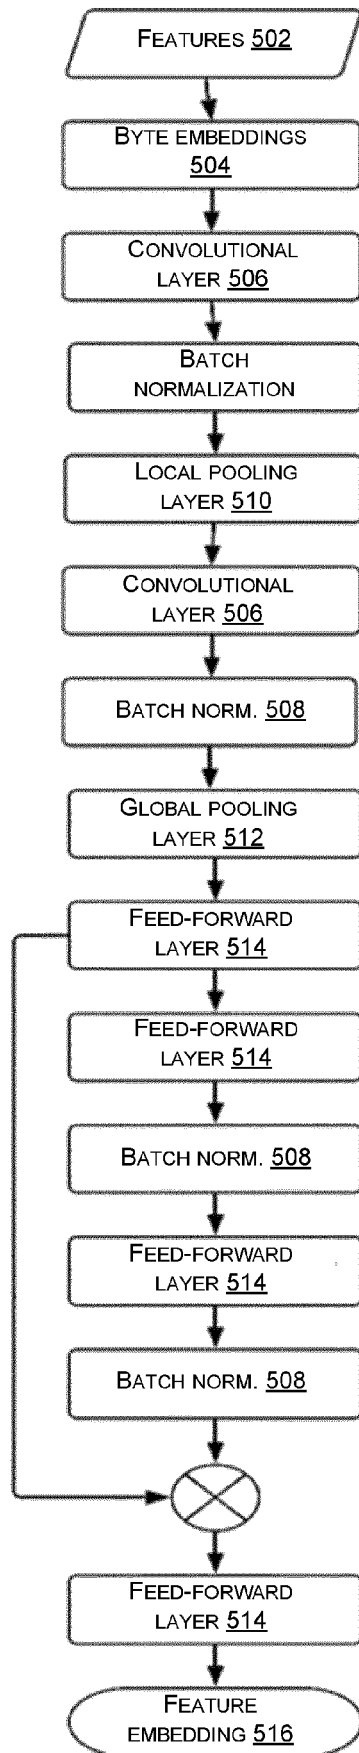 FEATURES 502
BYTE EMBEDDINGS
504
CONVOLUTIONAL
LAYER 506
BATCH
NORMALIZATION
LOCAL POOLING
LAYER 510
CONVOLUTIONAL
LAYER 506
BATCH NORM. 508
GLOBAL POOLING
LAYER 512
FEED-FORWARD
LAYER 514
FEED-FORWARD
LAYER 514
BATCH NORM. 508
FEED-FORWARD
LAYER 514
BATCH NORM. 508
FEED-FORWARD
LAYER 514
FEATURE
EMBEDDING 516